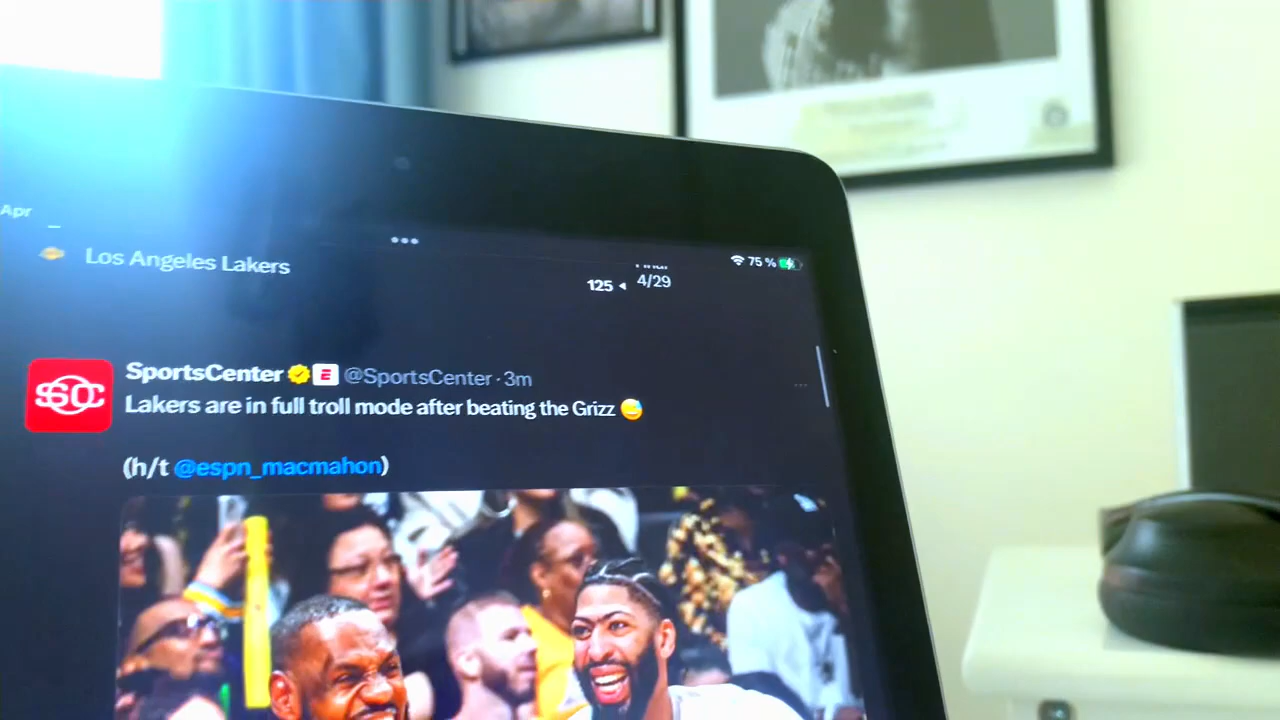 Apr
Los Angeles Lakers
•••
75 %
125 ◂
4/29
SC
SportsCenter E @SportsCenter · 3m
Lakers are in full troll mode after beating the Grizz 😅
(h/t @espn_macmahon)